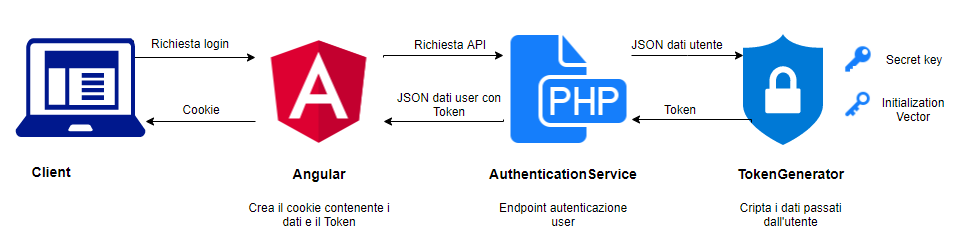 Richiesta login
Richiesta API
JSON dati utente
Secret key
Cookie
JSON dati user con
Token
PHP
Token
Initialization
Vector
Client
Angular
AuthenticationService
TokenGenerator
Crea il cookie contenente i
dati e il Token
Endpoint autenticazione
user
Cripta i dati passati
dall'utente